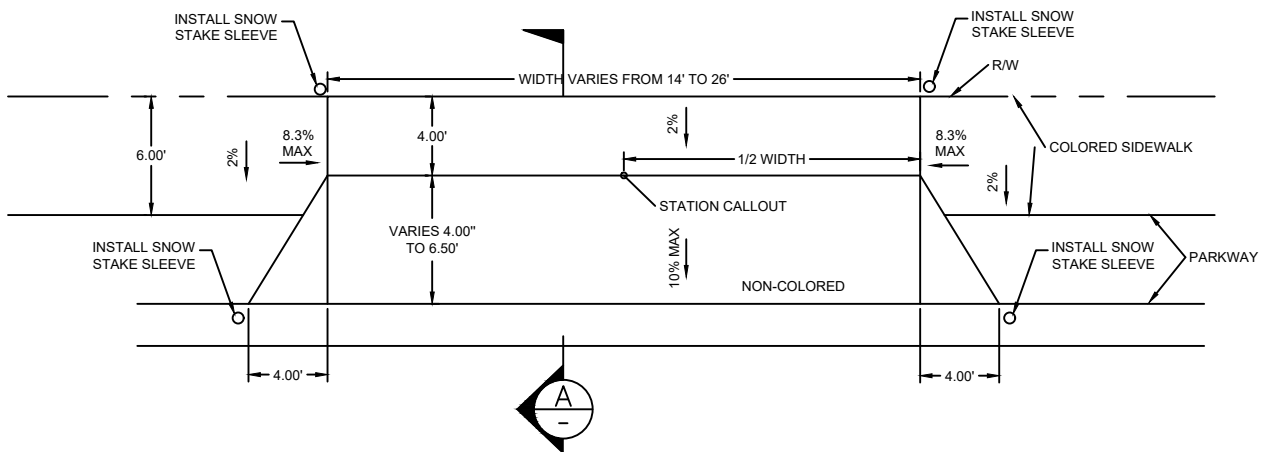 INSTALL SNOW
STAKE SLEEVE
INSTALL SNOW
STAKE SLEEVE
R/W
WIDTH VARIES FROM 14' TO 26'
6.00'
2%
8.3%
MAX
4.00'
2%
8.3%
MAX
1/2 WIDTH
COLORED SIDEWALK
2%
STATION CALLOUT
VARIES 4.00"
TO 6.50'
INSTALL SNOW
STAKE SLEEVE
10% MAX
NON-COLORED
INSTALL SNOW
STAKE SLEEVE
PARKWAY
4.00'
4.00'
A
-